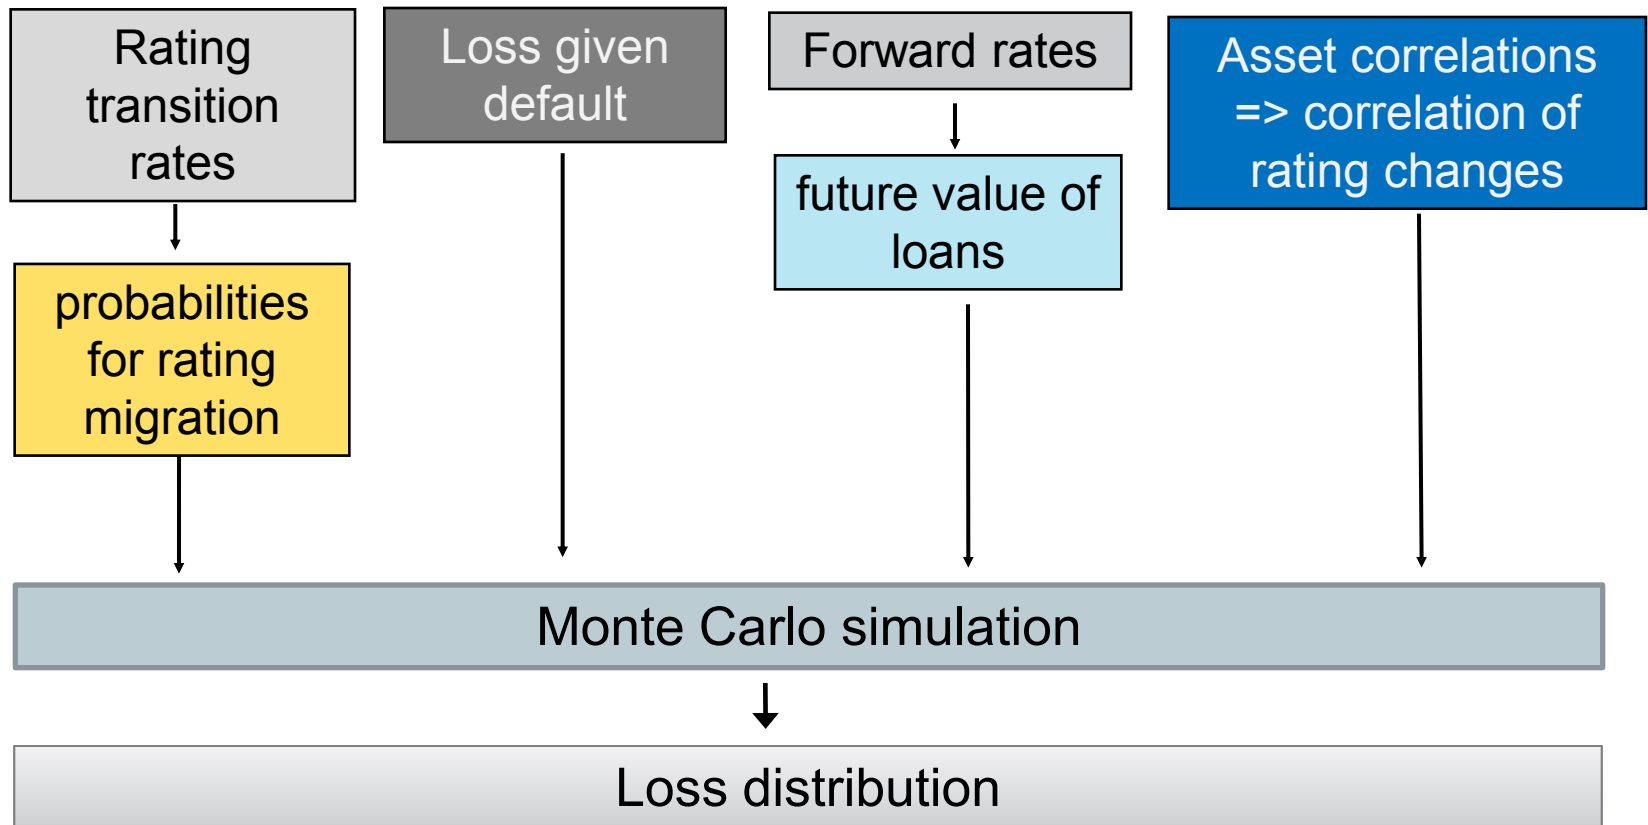 Rating
transition
rates
Loss given
default
Forward rates
Asset correlations
=> correlation of
rating changes
probabilities
for rating
migration
future value of
loans
Monte Carlo simulation
Loss distribution